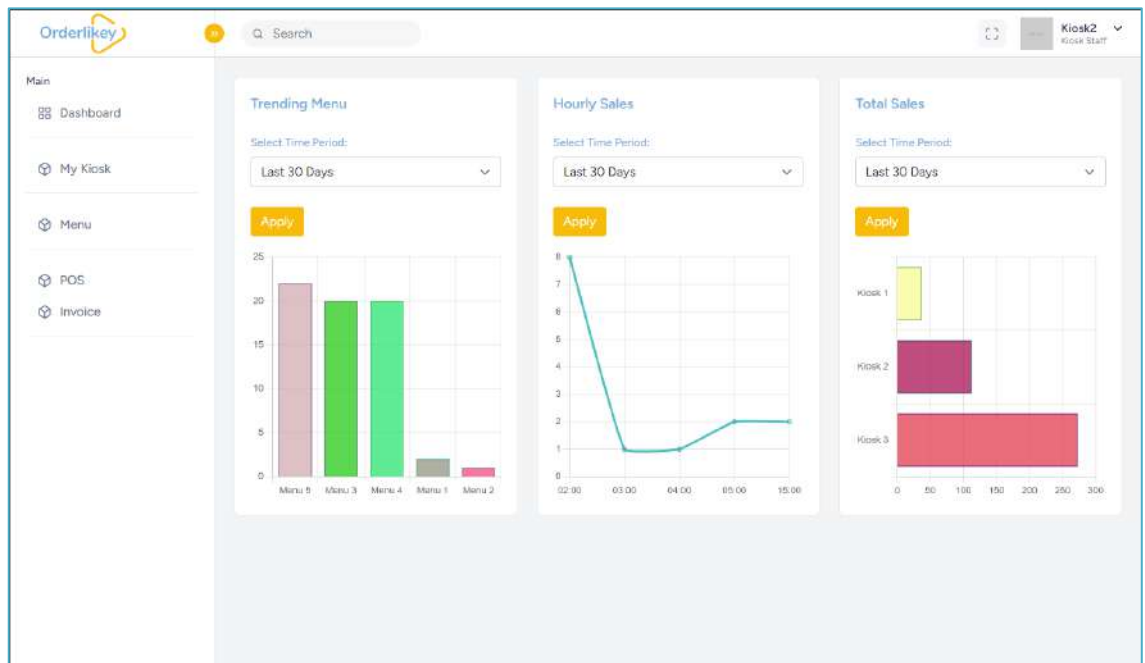 Orderlikey
Search
Kiosk2
Kiosk Staff
Main
Dashboard
My Kiosk
Menu
POS
Invoice
Trending Menu
Select Time Period:
Last 30 Days
Apply
25
20
15
10
5
0
Menu 5 Menu 3 Menu 4 Menu 1 Menu 2
Hourly Sales
Select Time Period:
Last 30 Days
Apply
8
7
6
5
4
3
2
1
0
02:00 03:00 04:00 05:00 15:00
Total Sales
Select Time Period:
Last 30 Days
Apply
Kiosk 1
Kiosk 2
Kiosk 3
0 50 100 150 200 250 300